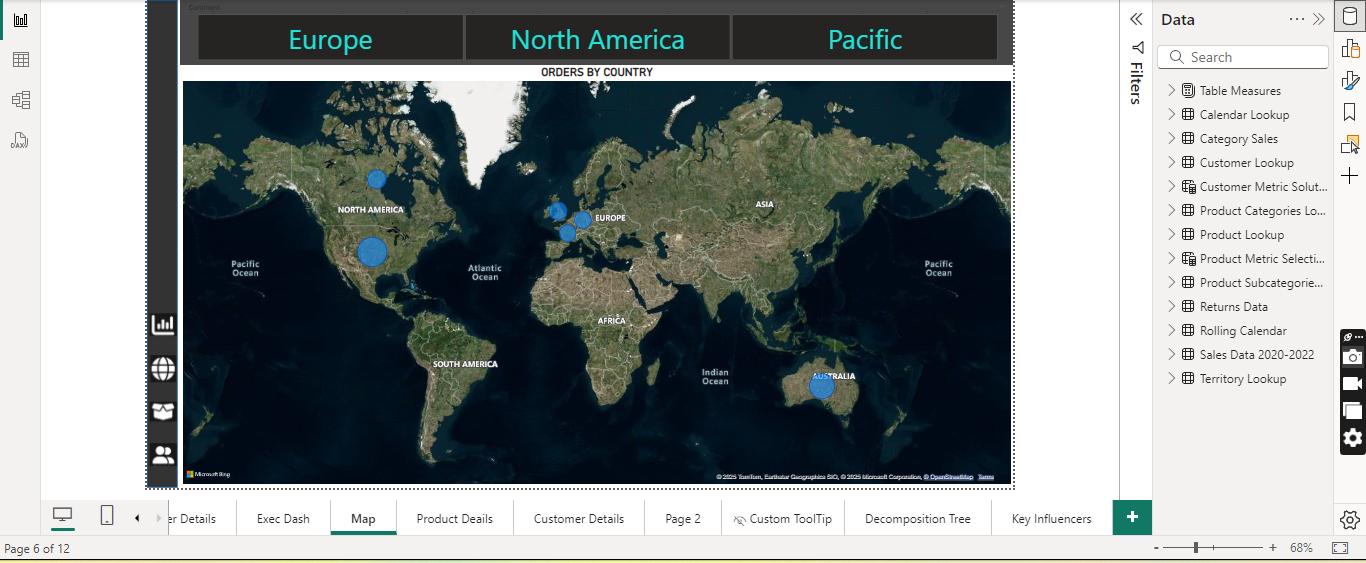 Continent
Europe
North America
Pacific
ORDERS BY COUNTRY
NORTH AMERICA
EUROPE
ASIA
Pacific
Ocean
Atlantic
Ocean
Pacific
Ocean
AFRICA
SOUTH AMERICA
Indian
Ocean
AUSTRALIA
Microsoft Bing
© 2025 TomTom, Earthstar Geographics SIO, © 2025 Microsoft Corporation, © OpenStreetMap Terms
Filters
Data
Search
Table Measures
Calendar Lookup
Category Sales
Customer Lookup
Customer Metric Solut...
Product Categories Lo...
Product Lookup
Product Metric Selecti...
Product Subcategorie...
Returns Data
Rolling Calendar
Sales Data 2020-2022
Territory Lookup
DAX
er Details
Exec Dash
Map
Product Deails
Customer Details
Page 2
Custom ToolTip
Decomposition Tree
Key Influencers
+
Page 6 of 12
- + 68%